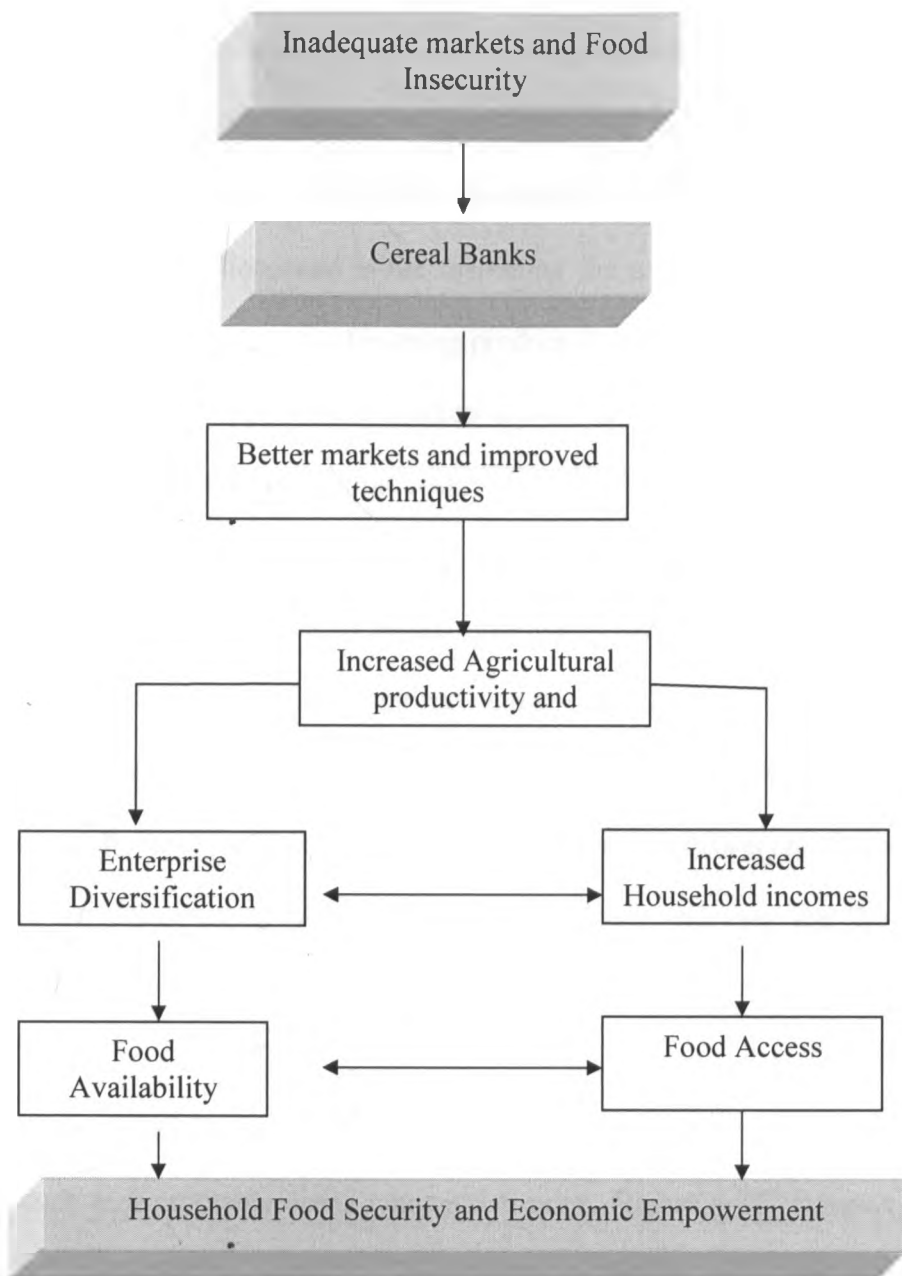 Inadequate markets and Food
Insecurity
Cereal Banks
Better markets and improved
techniques
Increased Agricultural
productivity and
Enterprise
Diversification
Increased
Household incomes
Food
Availability
Food Access
Household Food Security and Economic Empowerment